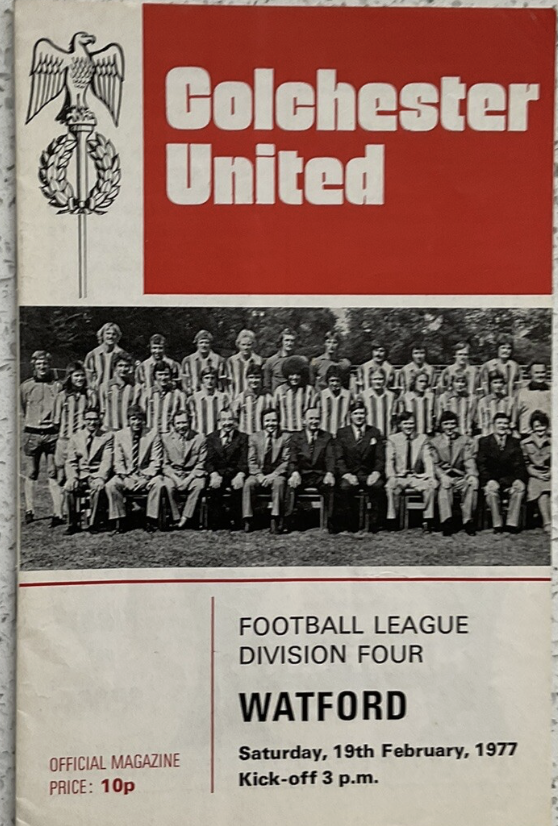 Colchester
United
FOOTBALL LEAGUE
DIVISION FOUR
WATFORD
Saturday, 19th February, 1977
Kick-off 3 p.m.
OFFICIAL MAGAZINE
PRICE: 10p